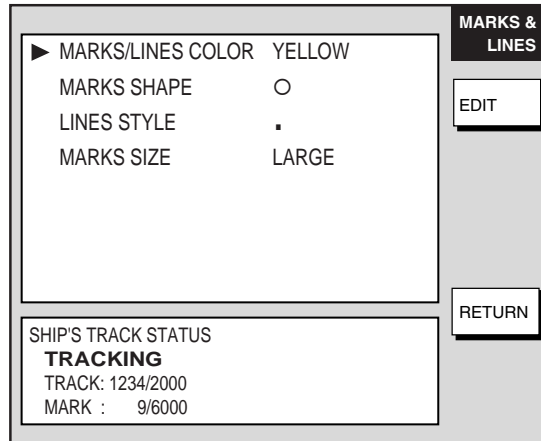 MARKS &
LINES
▶ MARKS/LINES COLOR YELLOW
MARKS SHAPE ○
LINES STYLE .
MARKS SIZE LARGE
EDIT
RETURN
SHIP'S TRACK STATUS
TRACKING
TRACK: 1234/2000
MARK : 9/6000